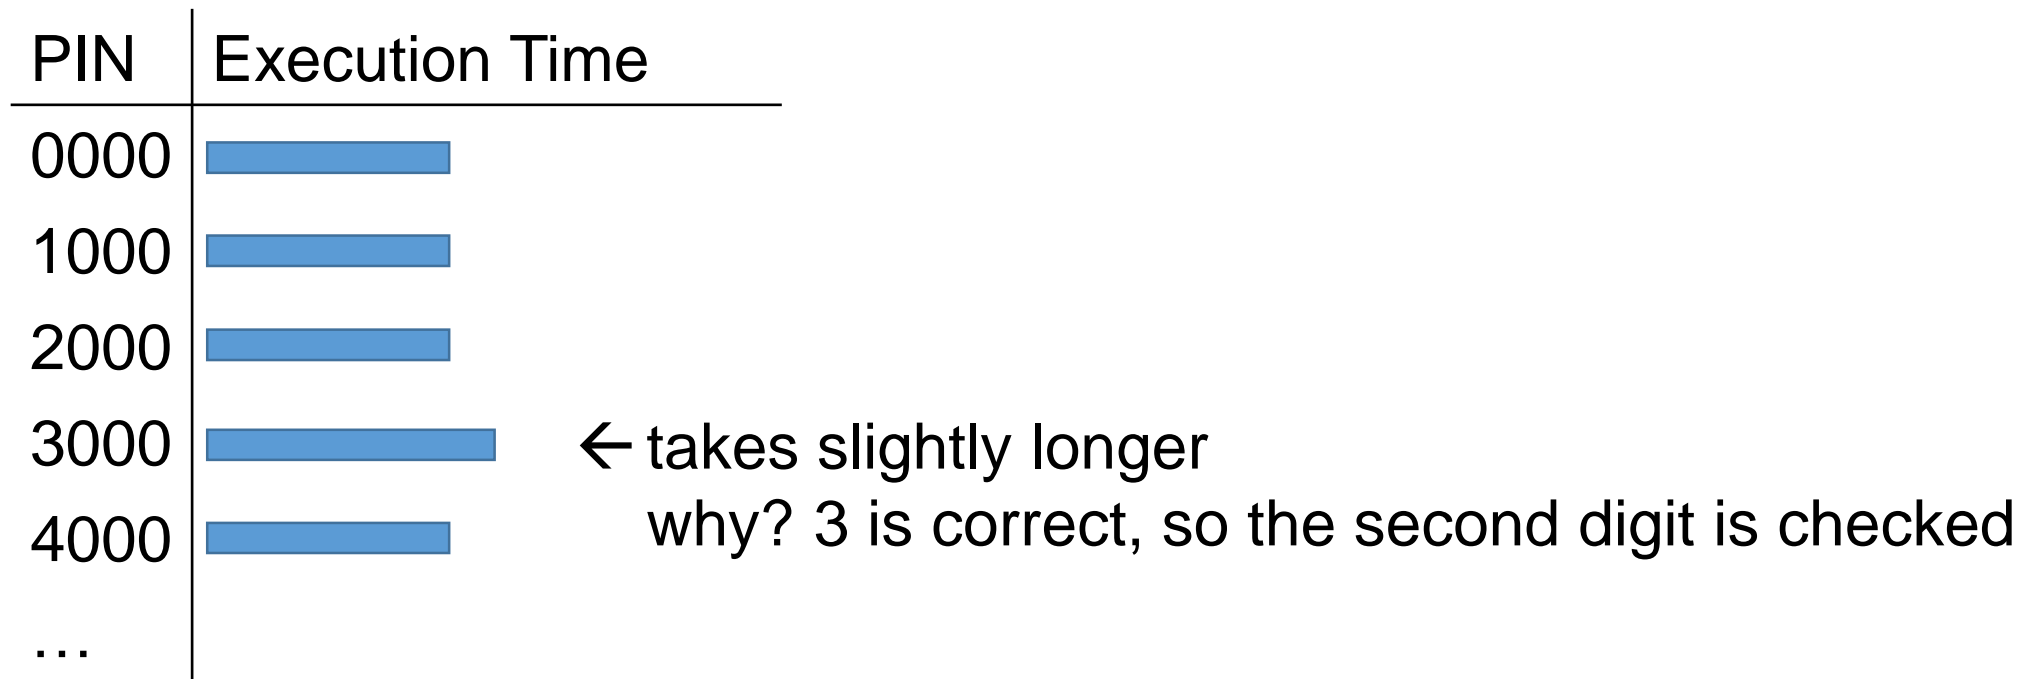 PIN Execution Time
0000
1000
2000
3000 ← takes slightly longer
why? 3 is correct, so the second digit is checked
4000
…